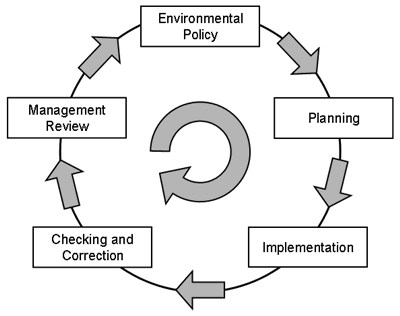 Environmental
Policy
Planning
Implementation
Checking and
Correction
Management
Review